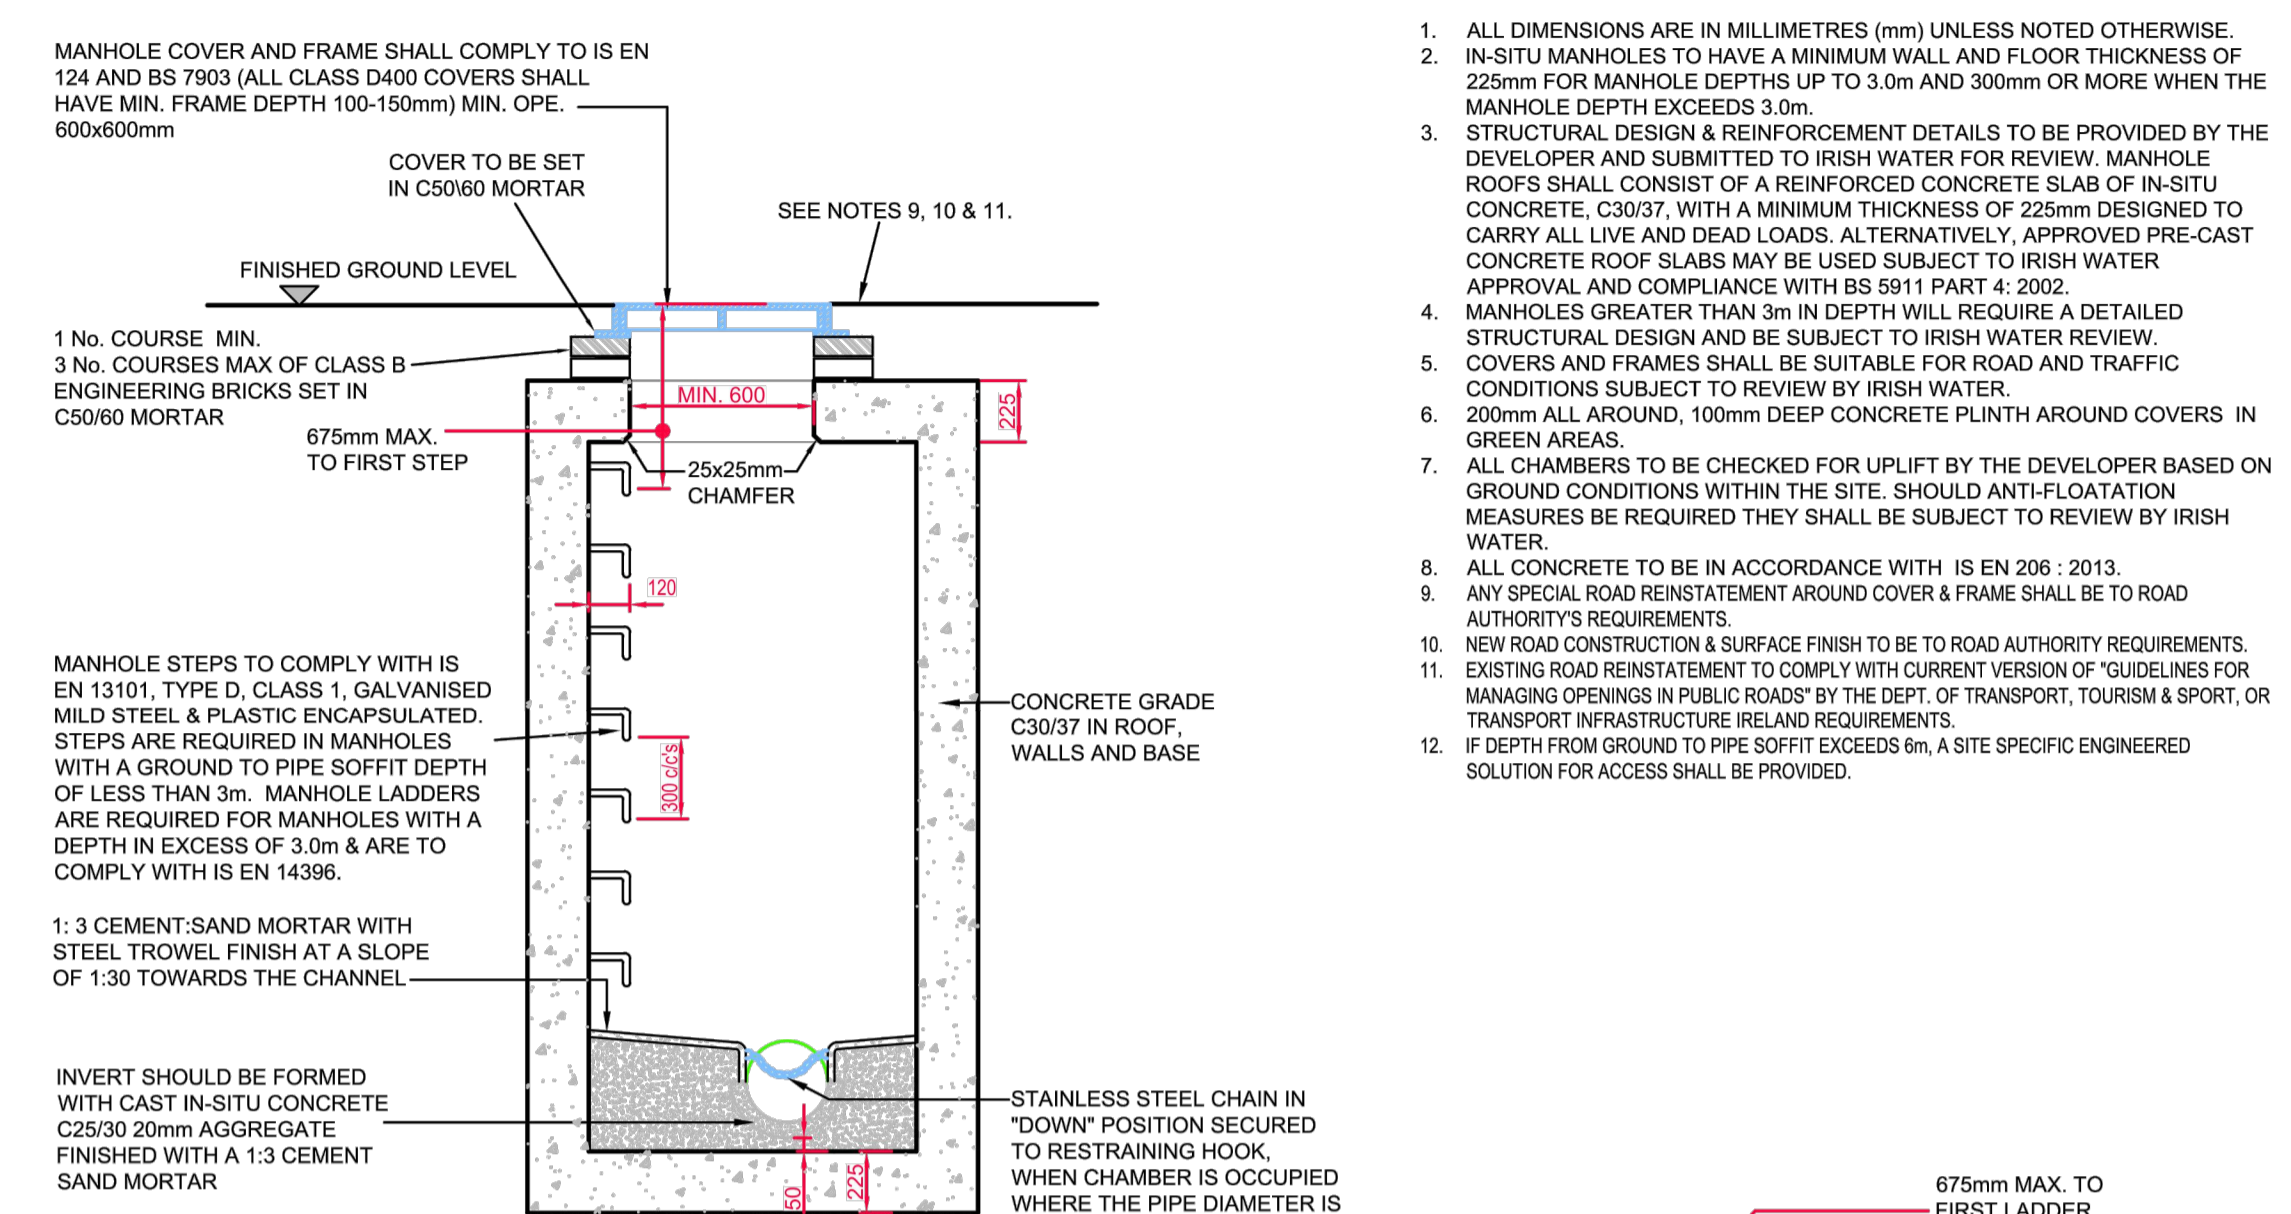 MANHOLE COVER AND FRAME SHALL COMPLY TO IS EN
124 AND BS 7903 (ALL CLASS D400 COVERS SHALL
HAVE MIN. FRAME DEPTH 100-150mm) MIN. OPE.
600x600mm
COVER TO BE SET
IN C50\60 MORTAR
SEE NOTES 9, 10 & 11.
FINISHED GROUND LEVEL
1 No. COURSE MIN.
3 No. COURSES MAX OF CLASS B
ENGINEERING BRICKS SET IN
C50/60 MORTAR
MIN. 600
225
675mm MAX.
TO FIRST STEP
25x25mm
CHAMFER
120
MANHOLE STEPS TO COMPLY WITH IS
EN 13101, TYPE D, CLASS 1, GALVANISED
MILD STEEL & PLASTIC ENCAPSULATED.
STEPS ARE REQUIRED IN MANHOLES
WITH A GROUND TO PIPE SOFFIT DEPTH
OF LESS THAN 3m. MANHOLE LADDERS
ARE REQUIRED FOR MANHOLES WITH A
DEPTH IN EXCESS OF 3.0m & ARE TO
COMPLY WITH IS EN 14396.
300 c/c's
CONCRETE GRADE
C30/37 IN ROOF,
WALLS AND BASE
1: 3 CEMENT:SAND MORTAR WITH
STEEL TROWEL FINISH AT A SLOPE
OF 1:30 TOWARDS THE CHANNEL
INVERT SHOULD BE FORMED
WITH CAST IN-SITU CONCRETE
C25/30 20mm AGGREGATE
FINISHED WITH A 1:3 CEMENT
SAND MORTAR
50
225
STAINLESS STEEL CHAIN IN
"DOWN" POSITION SECURED
TO RESTRAINING HOOK,
WHEN CHAMBER IS OCCUPIED
WHERE THE PIPE DIAMETER IS
1. ALL DIMENSIONS ARE IN MILLIMETRES (mm) UNLESS NOTED OTHERWISE.
2. IN-SITU MANHOLES TO HAVE A MINIMUM WALL AND FLOOR THICKNESS OF
225mm FOR MANHOLE DEPTHS UP TO 3.0m AND 300mm OR MORE WHEN THE
MANHOLE DEPTH EXCEEDS 3.0m.
3. STRUCTURAL DESIGN & REINFORCEMENT DETAILS TO BE PROVIDED BY THE
DEVELOPER AND SUBMITTED TO IRISH WATER FOR REVIEW. MANHOLE
ROOFS SHALL CONSIST OF A REINFORCED CONCRETE SLAB OF IN-SITU
CONCRETE, C30/37, WITH A MINIMUM THICKNESS OF 225mm DESIGNED TO
CARRY ALL LIVE AND DEAD LOADS. ALTERNATIVELY, APPROVED PRE-CAST
CONCRETE ROOF SLABS MAY BE USED SUBJECT TO IRISH WATER
APPROVAL AND COMPLIANCE WITH BS 5911 PART 4: 2002.
4. MANHOLES GREATER THAN 3m IN DEPTH WILL REQUIRE A DETAILED
STRUCTURAL DESIGN AND BE SUBJECT TO IRISH WATER REVIEW.
5. COVERS AND FRAMES SHALL BE SUITABLE FOR ROAD AND TRAFFIC
CONDITIONS SUBJECT TO REVIEW BY IRISH WATER.
6. 200mm ALL AROUND, 100mm DEEP CONCRETE PLINTH AROUND COVERS IN
GREEN AREAS.
7. ALL CHAMBERS TO BE CHECKED FOR UPLIFT BY THE DEVELOPER BASED ON
GROUND CONDITIONS WITHIN THE SITE. SHOULD ANTI-FLOATATION
MEASURES BE REQUIRED THEY SHALL BE SUBJECT TO REVIEW BY IRISH
WATER.
8. ALL CONCRETE TO BE IN ACCORDANCE WITH IS EN 206 : 2013.
9. ANY SPECIAL ROAD REINSTATEMENT AROUND COVER & FRAME SHALL BE TO ROAD
AUTHORITY'S REQUIREMENTS.
10. NEW ROAD CONSTRUCTION & SURFACE FINISH TO BE TO ROAD AUTHORITY REQUIREMENTS.
11. EXISTING ROAD REINSTATEMENT TO COMPLY WITH CURRENT VERSION OF "GUIDELINES FOR
MANAGING OPENINGS IN PUBLIC ROADS" BY THE DEPT. OF TRANSPORT, TOURISM & SPORT, OR
TRANSPORT INFRASTRUCTURE IRELAND REQUIREMENTS.
12. IF DEPTH FROM GROUND TO PIPE SOFFIT EXCEEDS 6m, A SITE SPECIFIC ENGINEERED
SOLUTION FOR ACCESS SHALL BE PROVIDED.
675mm MAX. TO
FIRST LADDER